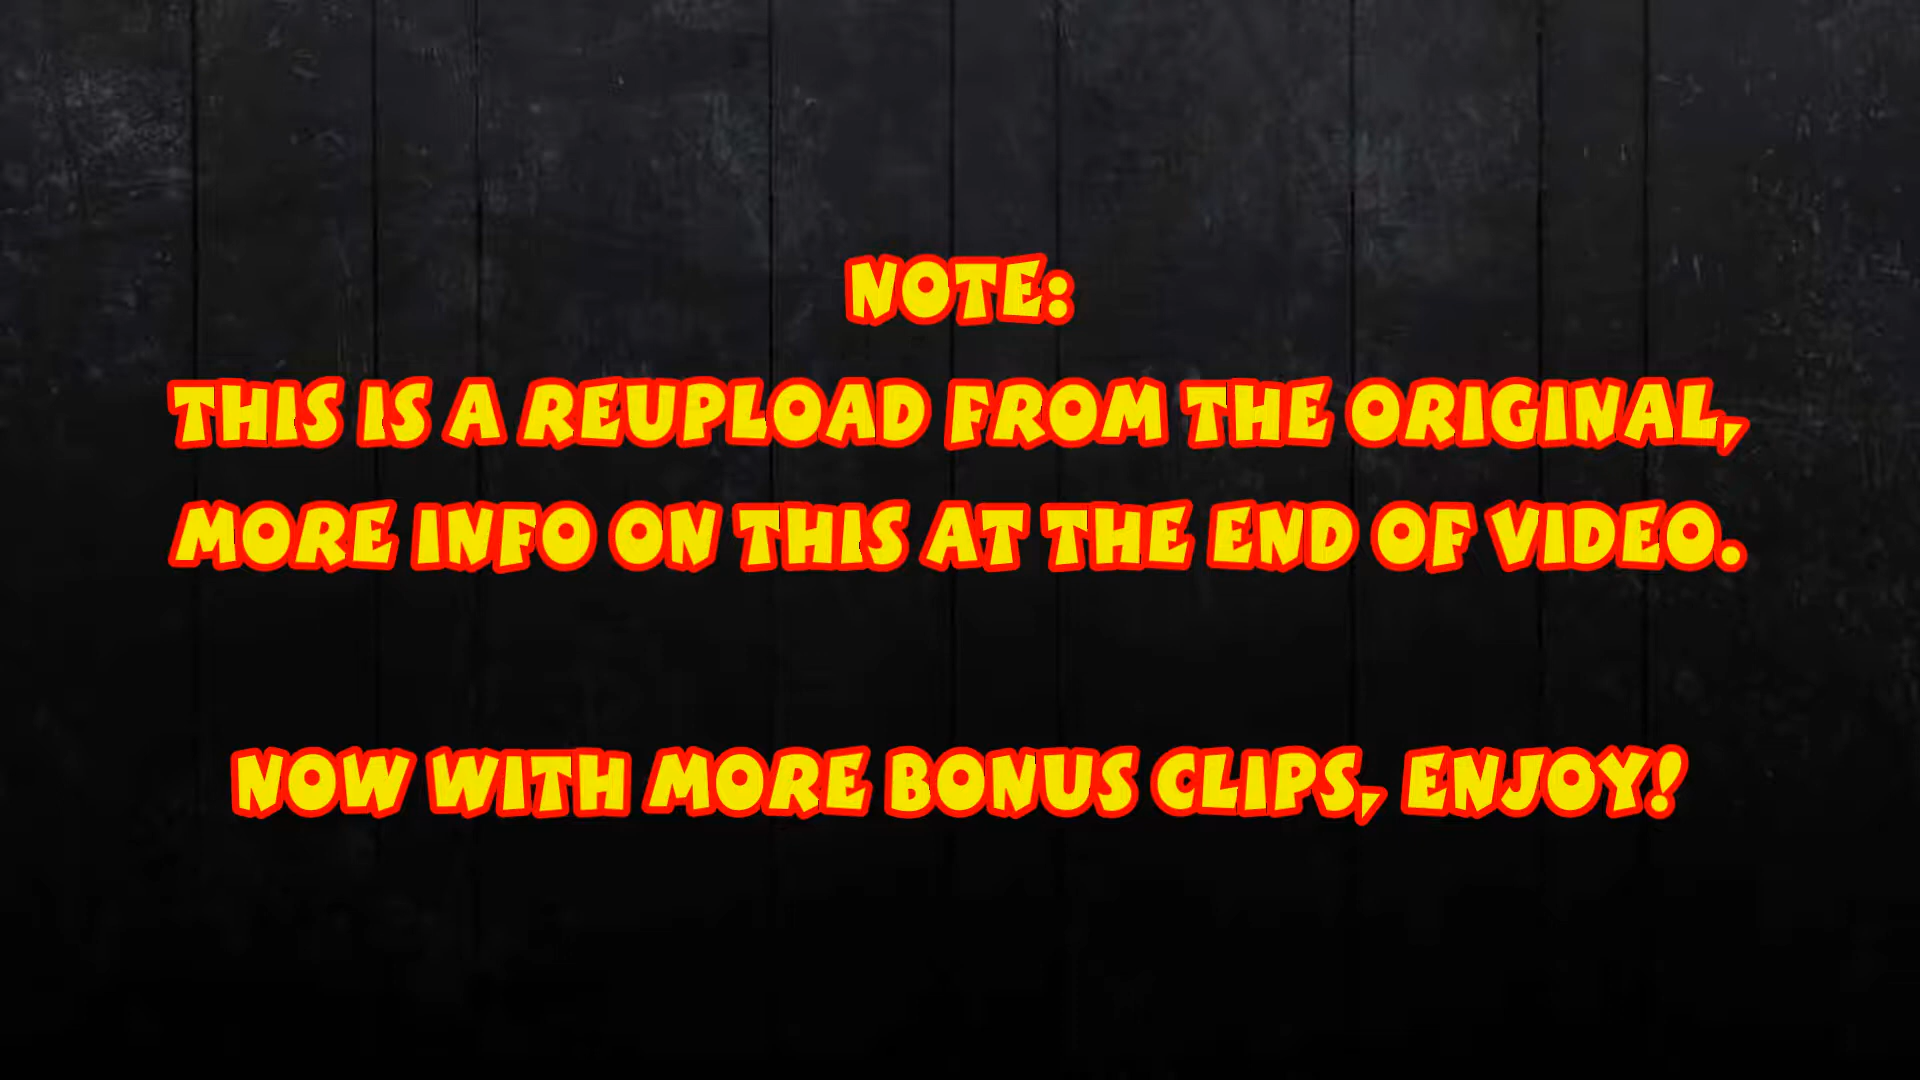 NOTE:
THIS IS A REUPLOAD FROM THE ORIGINAL,
MORE INFO ON THIS AT THE END OF VIDEO.
NOW WITH MORE BONUS CLIPS, ENJOY!